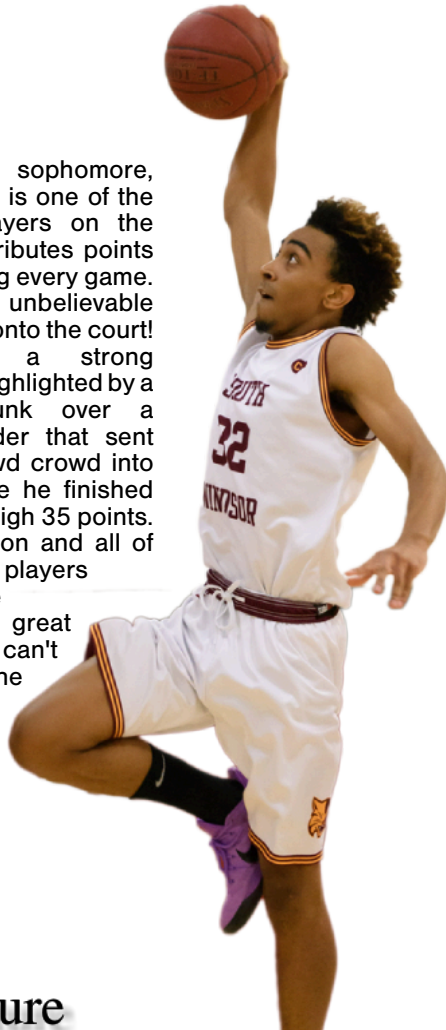 sophomore,
is one of the
ayers on the
ributes points
g every game.
unbelievable
onto the court!
a strong
ghlighted by a
unk over a
der that sent
wd crowd into
e he finished
igh 35 points.
on and all of
players
great
can't
ne
SOUTH
32
WINDSOR
ure